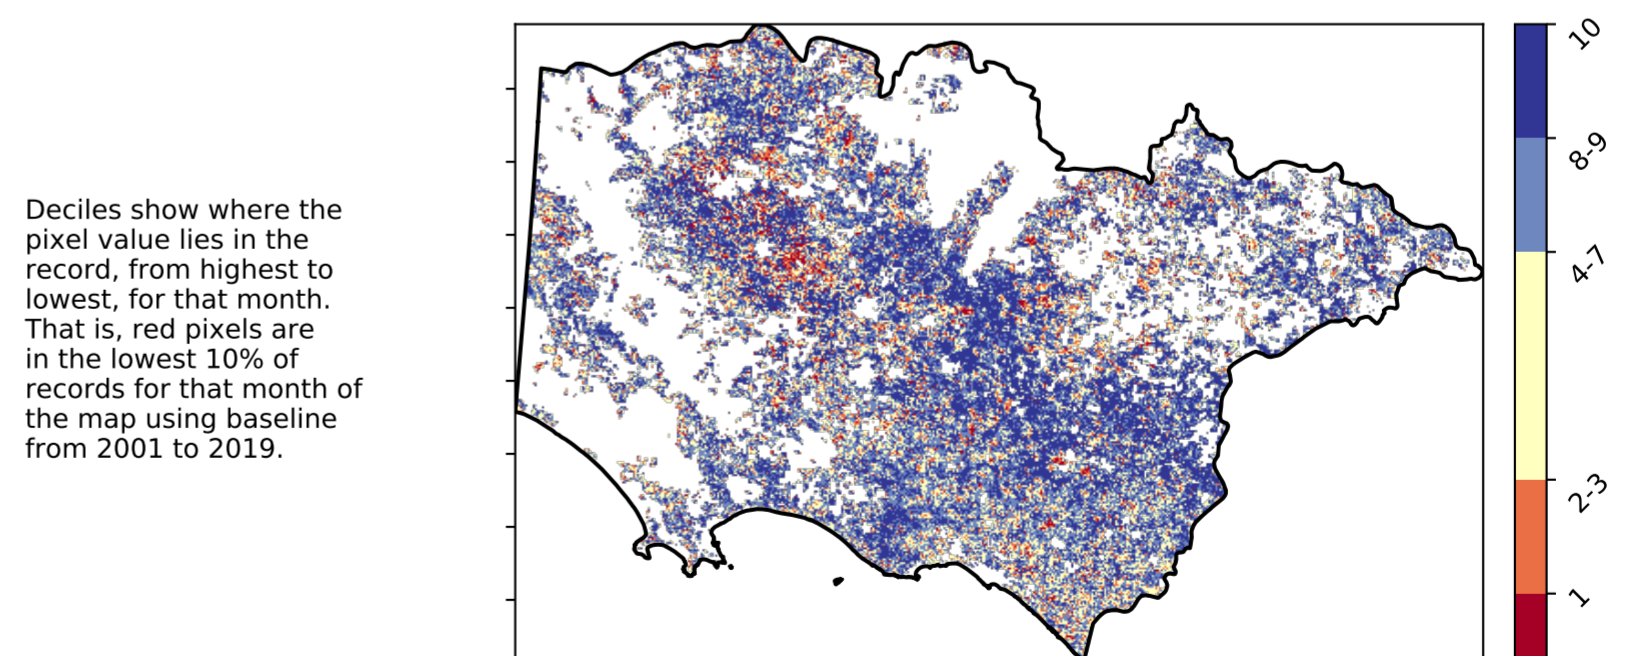 Deciles show where the
pixel value lies in the
record, from highest to
lowest, for that month.
That is, red pixels are
in the lowest 10% of
records for that month of
the map using baseline
from 2001 to 2019.
10
8-9
4-7
2-3
1